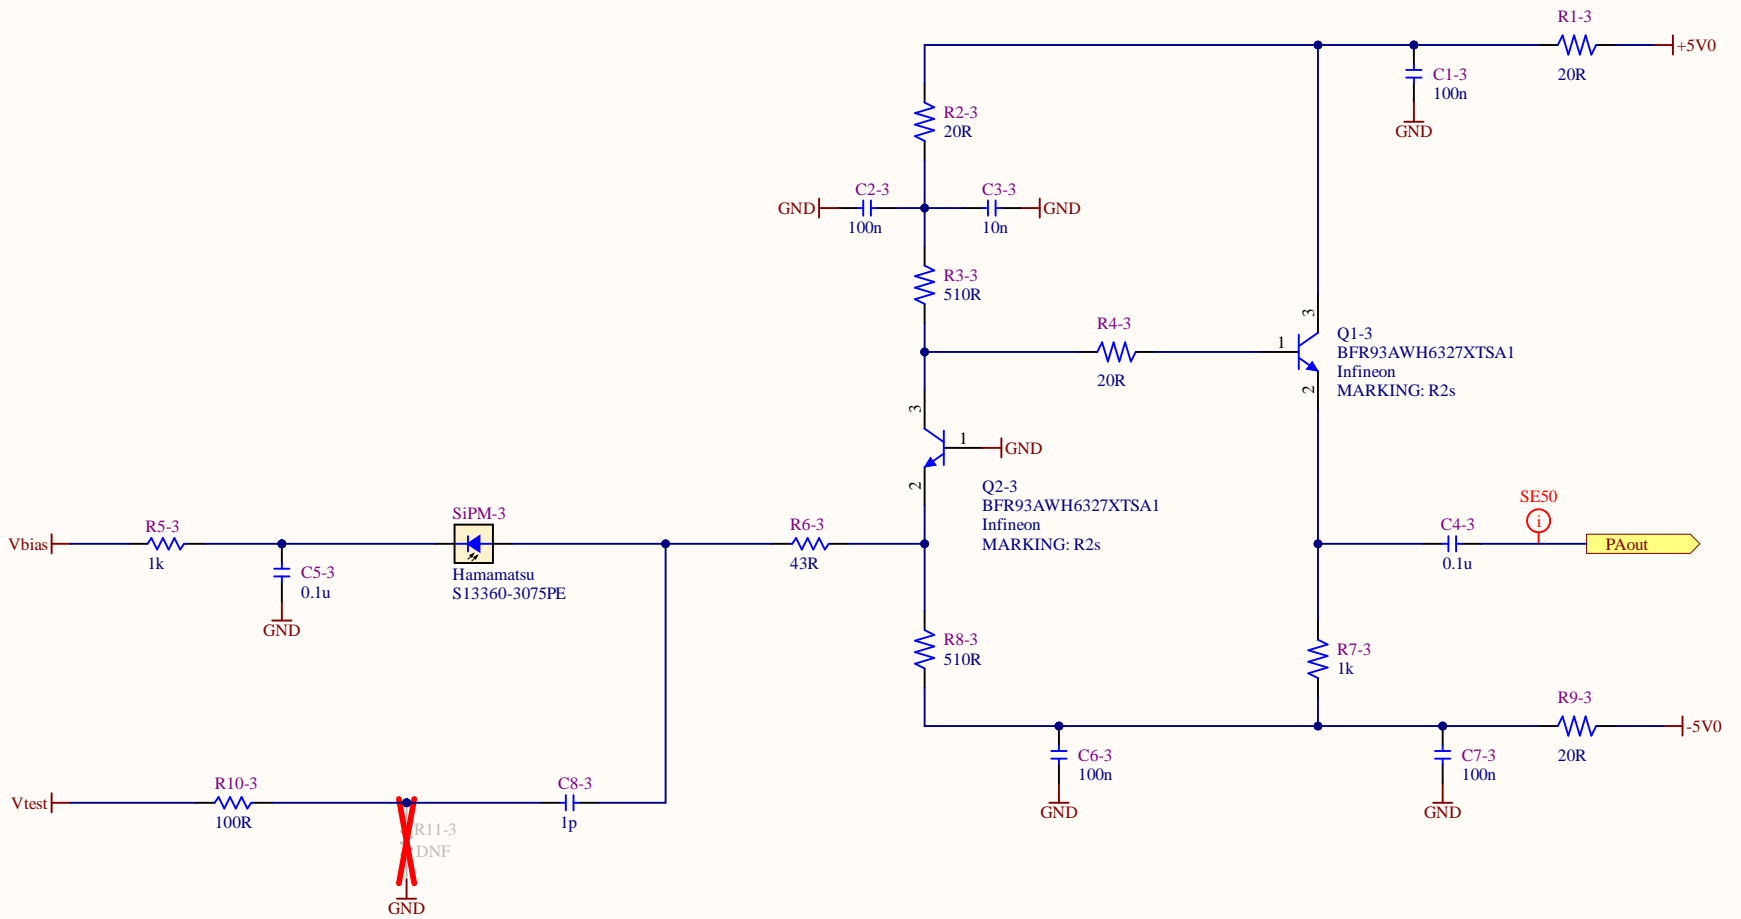 R1-3
+5V0
20R
C1-3
100n
GND
R2-3
20R
C2-3
C3-3
GND
GND
100n
10n
R3-3
510R
R4-3
20R
3
1
2
Q1-3
BFR93AWH6327XTSA1
Infineon
MARKING: R2s
3
1
GND
2
Q2-3
BFR93AWH6327XTSA1
Infineon
MARKING: R2s
SE50
i
C4-3
PAout
0.1u
Vbias
R5-3
1k
C5-3
0.1u
GND
SiPM-3
Hamamatsu
S13360-3075PE
R6-3
43R
R8-3
510R
R7-3
1k
R9-3
-5V0
20R
C6-3
100n
GND
C7-3
100n
GND
Vtest
R10-3
100R
R11-3
DNF
GND
C8-3
1p